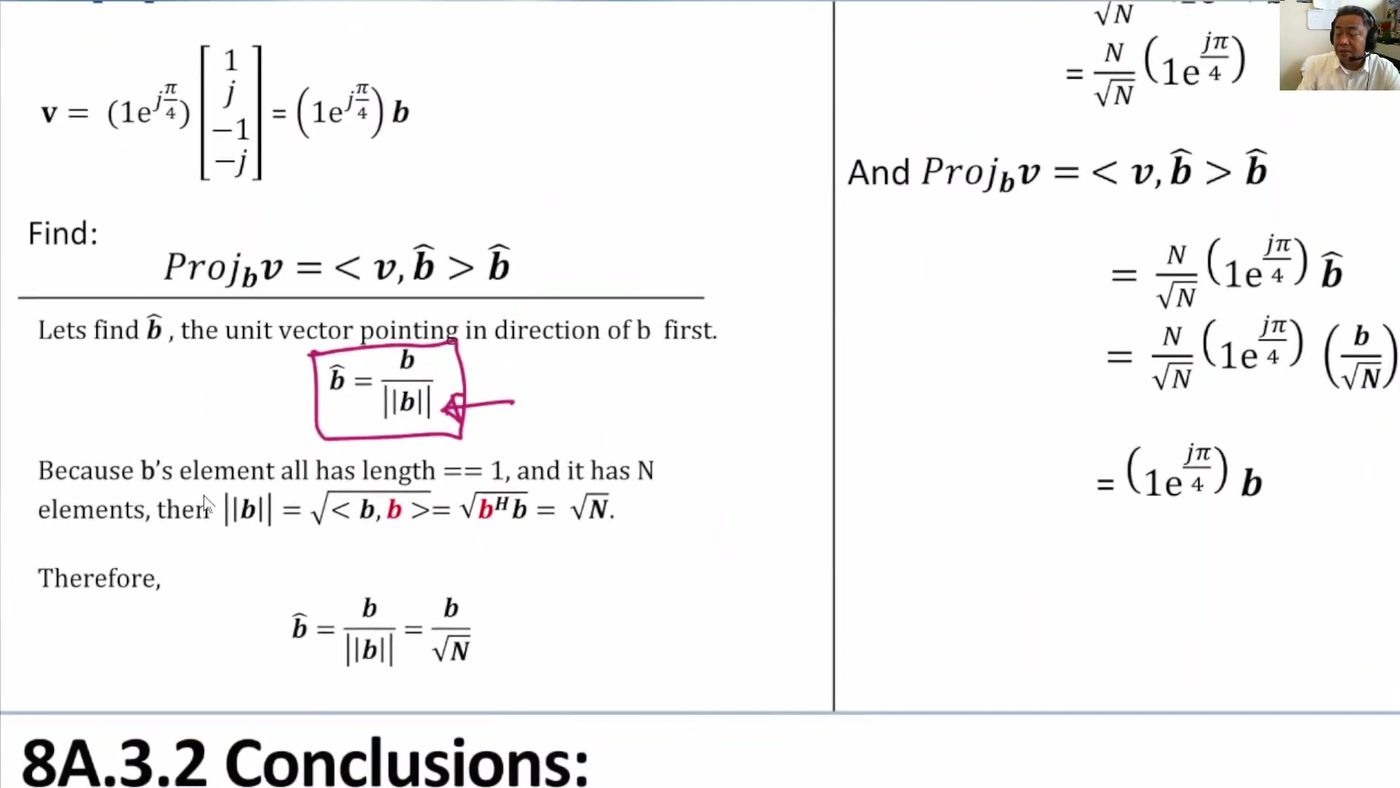 v = (1e^{jπ/4}) [1 j −1 −j] = (1e^{jπ/4}) b
Find:
Proj_b v = < v, b̂ > b̂
Lets find b̂ , the unit vector pointing in direction of b first.
b̂ = b / ||b||
Because b's element all has length == 1, and it has N
elements, then ||b|| = √< b, b > = √b^H b = √N.
Therefore,
b̂ = b / ||b|| = b / √N
√N
= N/√N (1e^{jπ/4})
And Proj_b v = < v, b̂ > b̂
= N/√N (1e^{jπ/4}) b̂
= N/√N (1e^{jπ/4}) (b/√N)
= (1e^{jπ/4}) b
8A.3.2 Conclusions: